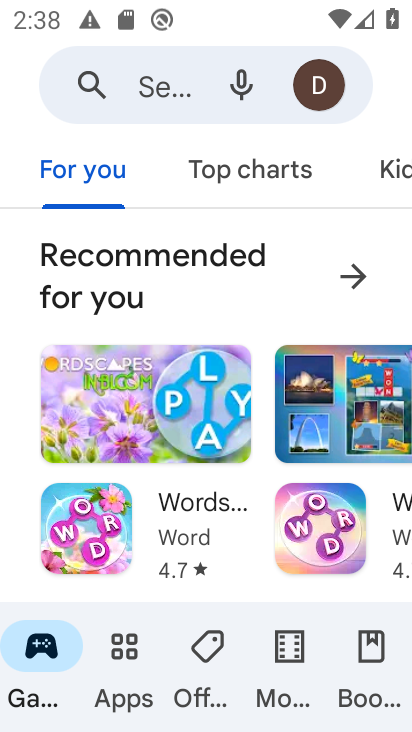 2:38
Se...
D
For you
Top charts
Kid
Recommended
for you
ORDSCAPES
IN BLOOM
L
P
Y
A
W
O
N
W
O
R
D
Words...
Word
4.7★
W
O
R
D
W
W
4.
Ga...
Apps
Off...
Mo...
Boo...